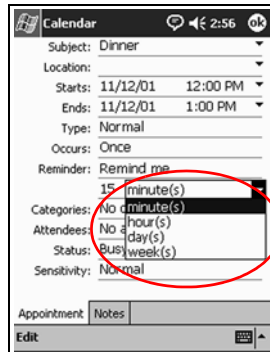 Calendar 2:56 ok
Subject: Dinner
Location:
Starts: 11/12/01 12:00 PM
Ends: 11/12/01 1:00 PM
Type: Normal
Occurs: Once
Reminder: Remind me
15 minute(s)
minute(s)
hour(s)
day(s)
week(s)
Categories: No
Attendees: No
Status: Busy
Sensitivity: Normal
Appointment Notes
Edit